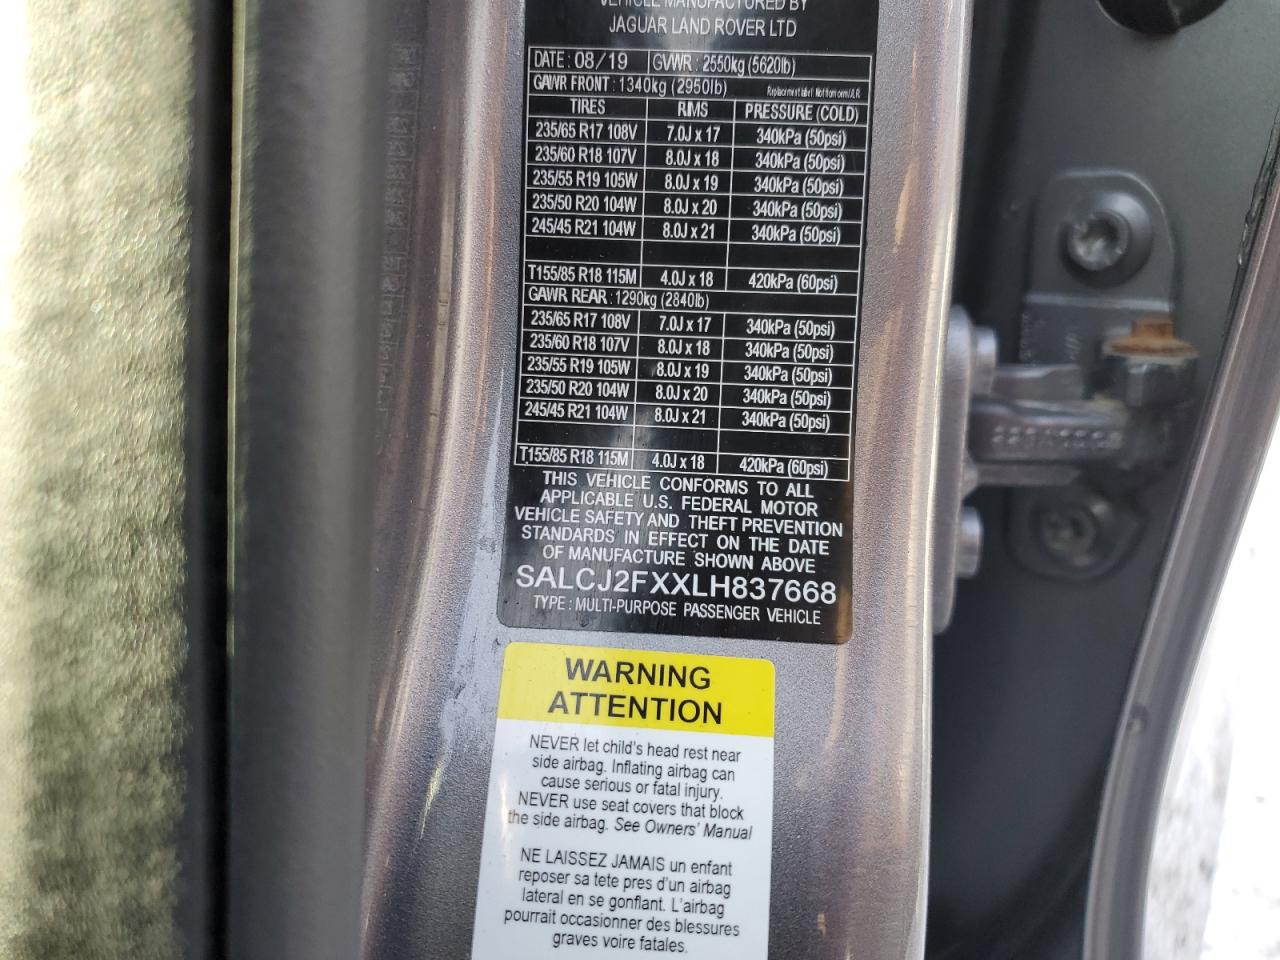 VEHICLE MANUFACTURED BY
JAGUAR LAND ROVER LTD
DATE : 08/19 GVWR : 2550kg (5620lb)
GAWR FRONT : 1340kg (2950lb) Replacement label: Not from oem/JLR
TIRES RIMS PRESSURE (COLD)
235/65 R17 108V 7.0J x 17 340kPa (50psi)
235/60 R18 107V 8.0J x 18 340kPa (50psi)
235/55 R19 105W 8.0J x 19 340kPa (50psi)
235/50 R20 104W 8.0J x 20 340kPa (50psi)
245/45 R21 104W 8.0J x 21 340kPa (50psi)
T155/85 R18 115M 4.0J x 18 420kPa (60psi)
GAWR REAR : 1290kg (2840lb)
235/65 R17 108V 7.0J x 17 340kPa (50psi)
235/60 R18 107V 8.0J x 18 340kPa (50psi)
235/55 R19 105W 8.0J x 19 340kPa (50psi)
235/50 R20 104W 8.0J x 20 340kPa (50psi)
245/45 R21 104W 8.0J x 21 340kPa (50psi)
T155/85 R18 115M 4.0J x 18 420kPa (60psi)
THIS VEHICLE CONFORMS TO ALL
APPLICABLE U.S. FEDERAL MOTOR
VEHICLE SAFETY AND THEFT PREVENTION
STANDARDS IN EFFECT ON THE DATE
OF MANUFACTURE SHOWN ABOVE
SALCJ2FXXLH837668
TYPE : MULTI-PURPOSE PASSENGER VEHICLE
WARNING
ATTENTION
NEVER let child's head rest near
side airbag. Inflating airbag can
cause serious or fatal injury.
NEVER use seat covers that block
the side airbag. See Owners' Manual
NE LAISSEZ JAMAIS un enfant
reposer sa tete pres d'un airbag
lateral en se gonflant. L'airbag
pourrait occasionner des blessures
graves voire fatales.